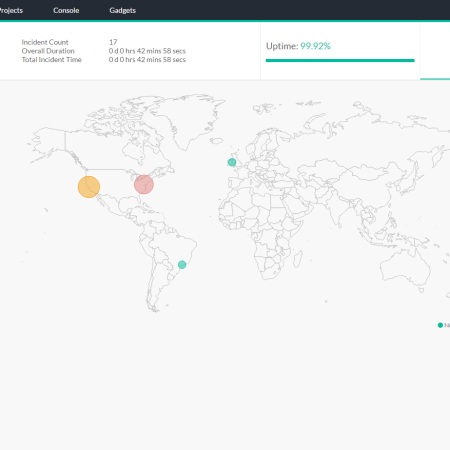 Projects Console Gadgets
Incident Count 17
Overall Duration 0 d 0 hrs 42 mins 58 secs
Total Incident Time 0 d 0 hrs 42 mins 58 secs
Uptime: 99.92%